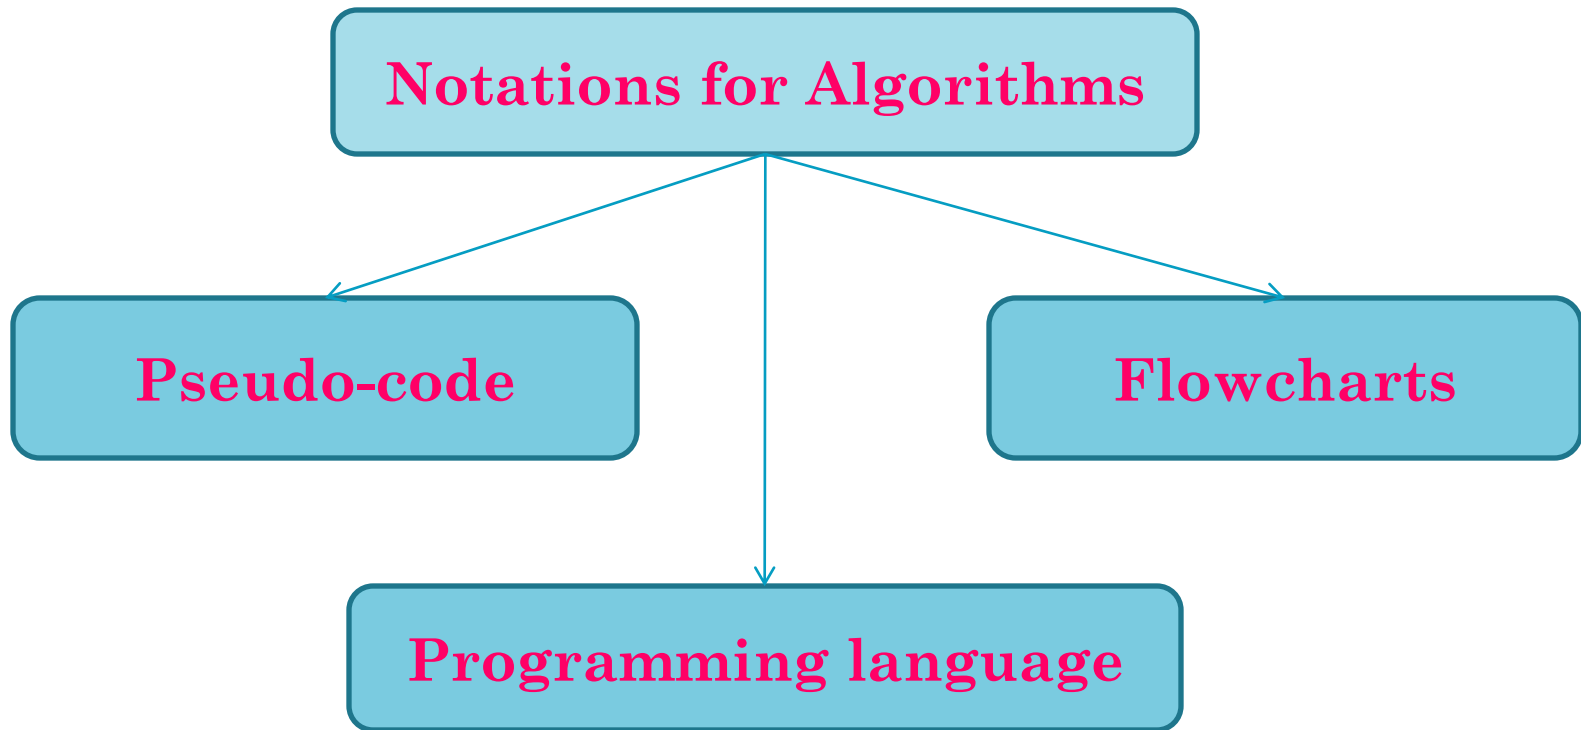 Notations for Algorithms
Pseudo-code
Flowcharts
Programming language